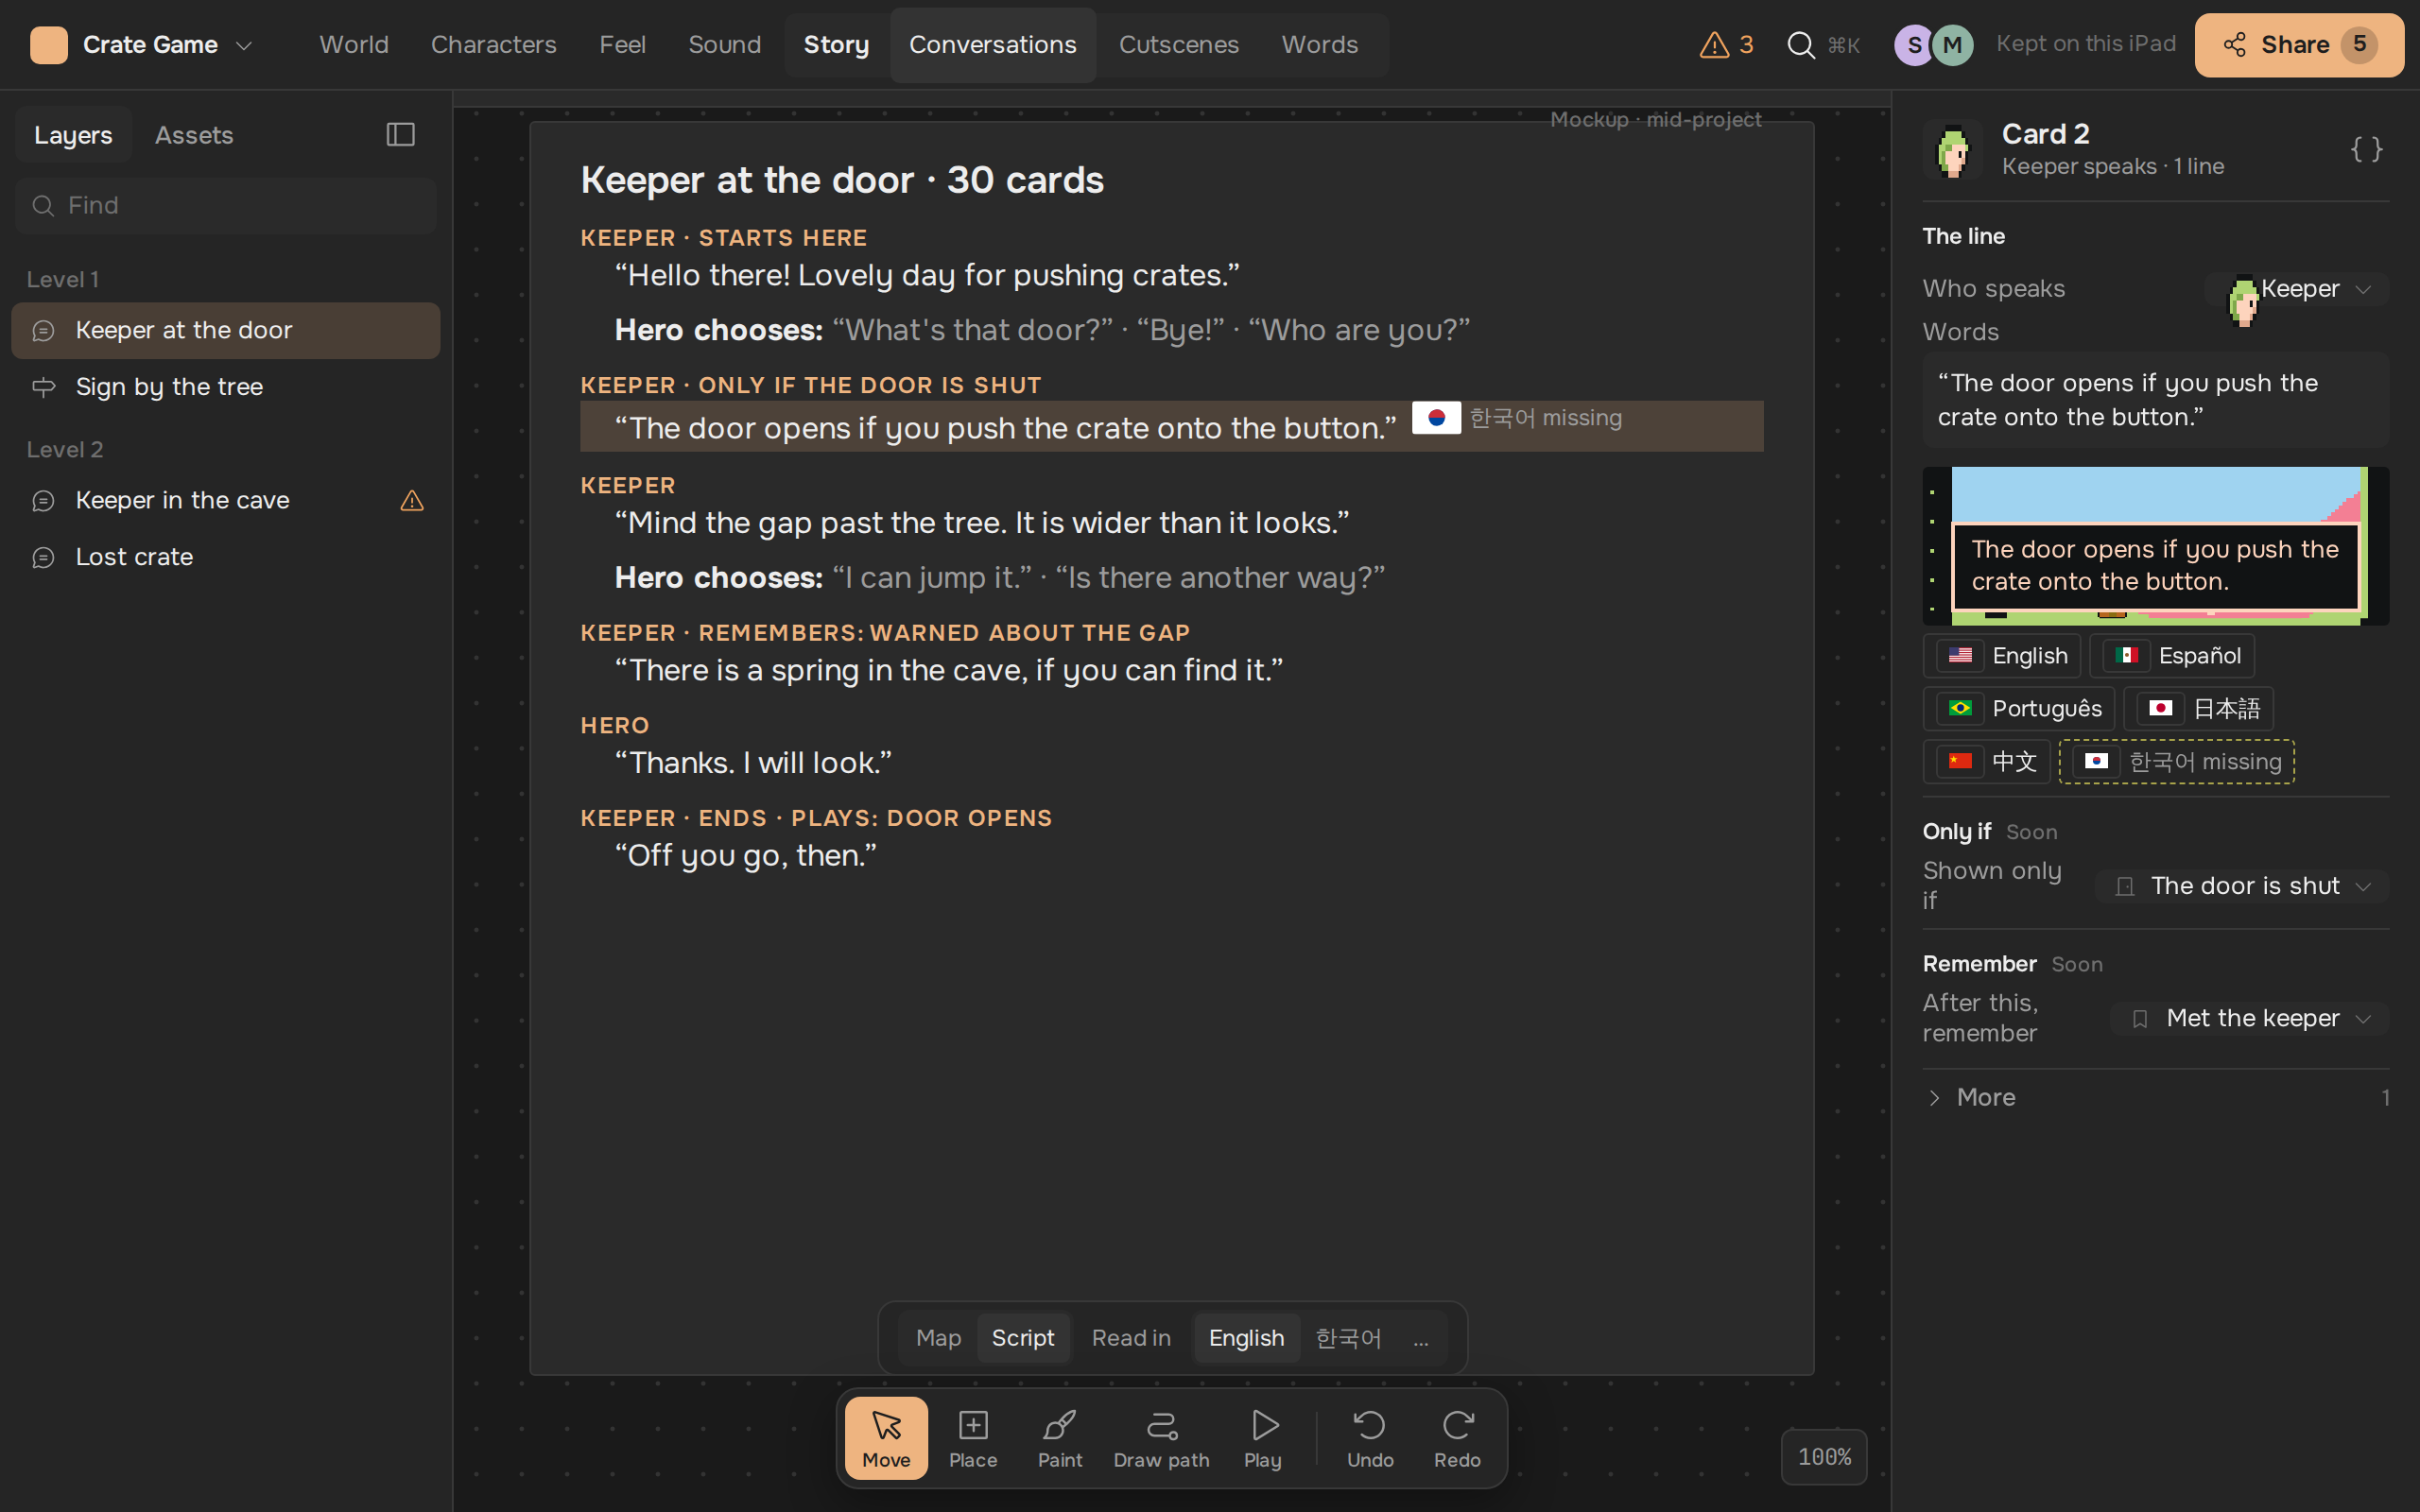 Crate Game
World
Characters
Feel
Sound
Story
Conversations
Cutscenes
Words
3
⌘K
S
M
Kept on this iPad
Share
5
Layers
Assets
Find
Level 1
Keeper at the door
Sign by the tree
Level 2
Keeper in the cave
Lost crate
Mockup · mid-project
Keeper at the door · 30 cards
KEEPER · STARTS HERE
“Hello there! Lovely day for pushing crates.”
Hero chooses: “What's that door?” · “Bye!” · “Who are you?”
KEEPER · ONLY IF THE DOOR IS SHUT
“The door opens if you push the crate onto the button.” 한국어 missing
KEEPER
“Mind the gap past the tree. It is wider than it looks.”
Hero chooses: “I can jump it.” · “Is there another way?”
KEEPER · REMEMBERS: WARNED ABOUT THE GAP
“There is a spring in the cave, if you can find it.”
HERO
“Thanks. I will look.”
KEEPER · ENDS · PLAYS: DOOR OPENS
“Off you go, then.”
Map
Script
Read in
English
한국어
...
Move
Place
Paint
Draw path
Play
Undo
Redo
100%
Card 2
Keeper speaks · 1 line
{ }
The line
Who speaks
Keeper
Words
“The door opens if you push the
crate onto the button.”
The door opens if you push the
crate onto the button.
English
Español
Português
日本語
中文
한국어 missing
Only if Soon
Shown only
if
The door is shut
Remember Soon
After this,
remember
Met the keeper
More
1